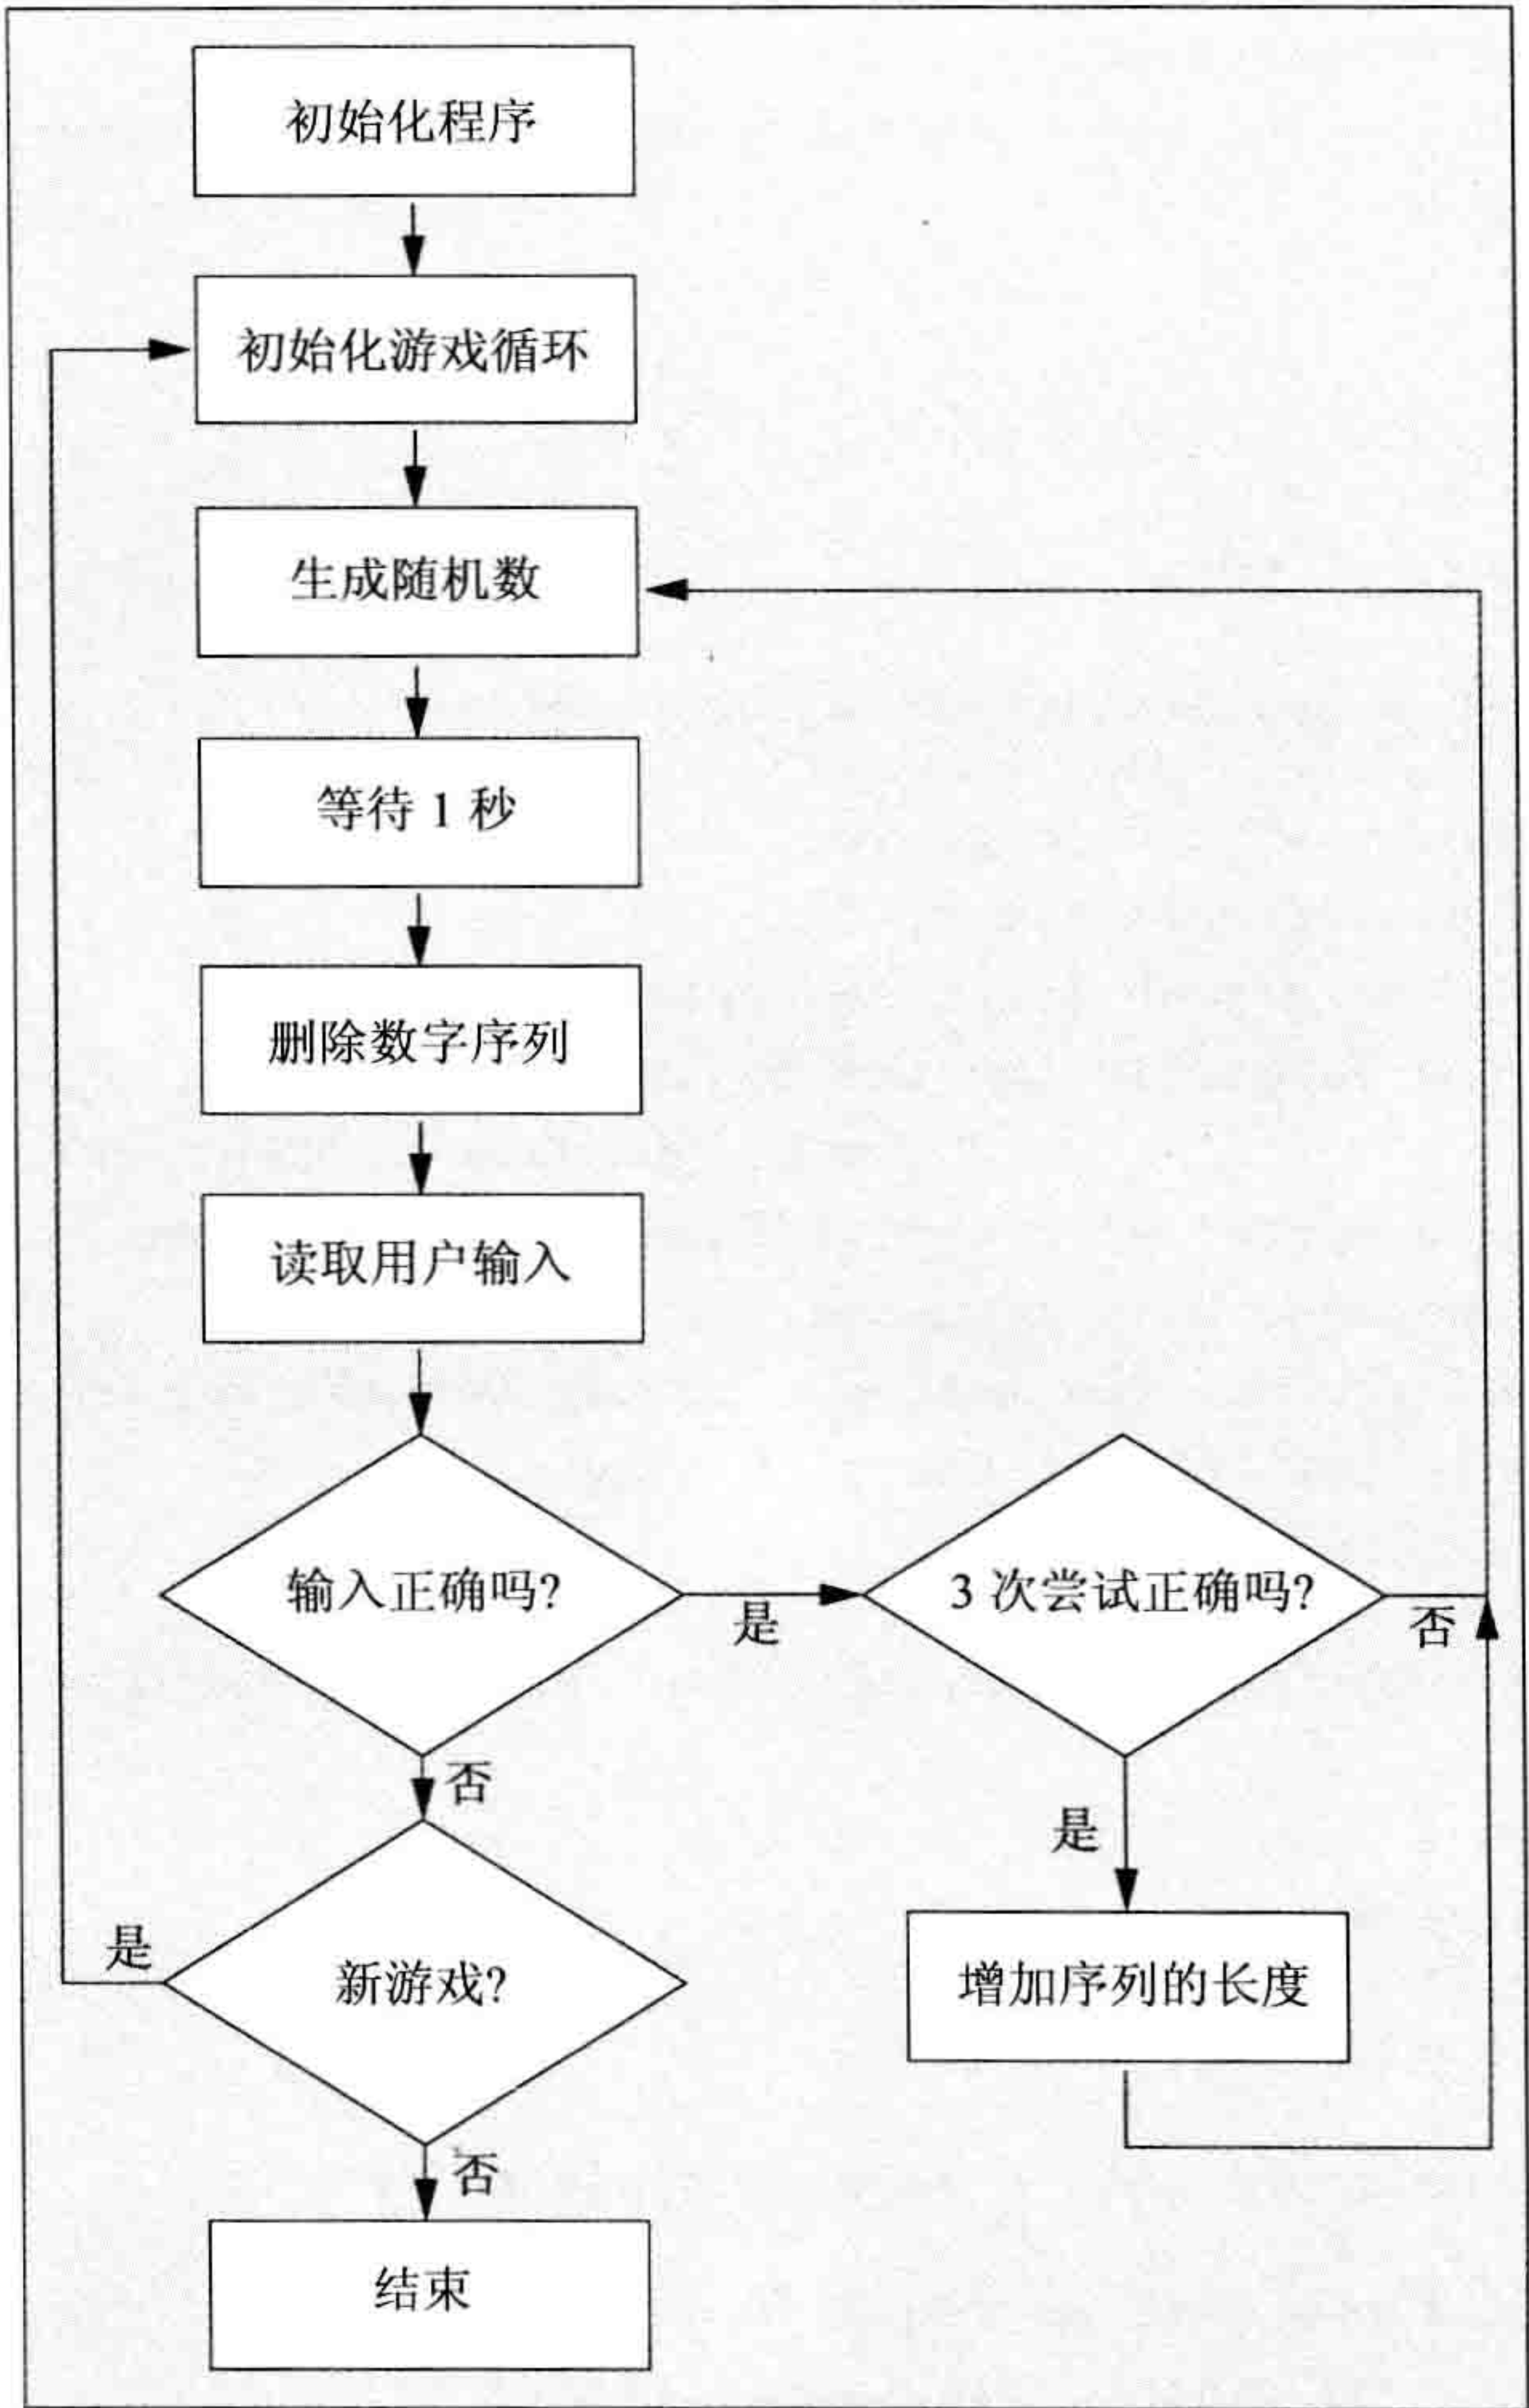 初始化程序
初始化游戏循环
生成随机数
等待 1 秒
删除数字序列
读取用户输入
输入正确吗?
是
3 次尝试正确吗?
否
否
是
是
新游戏?
增加序列的长度
否
结束